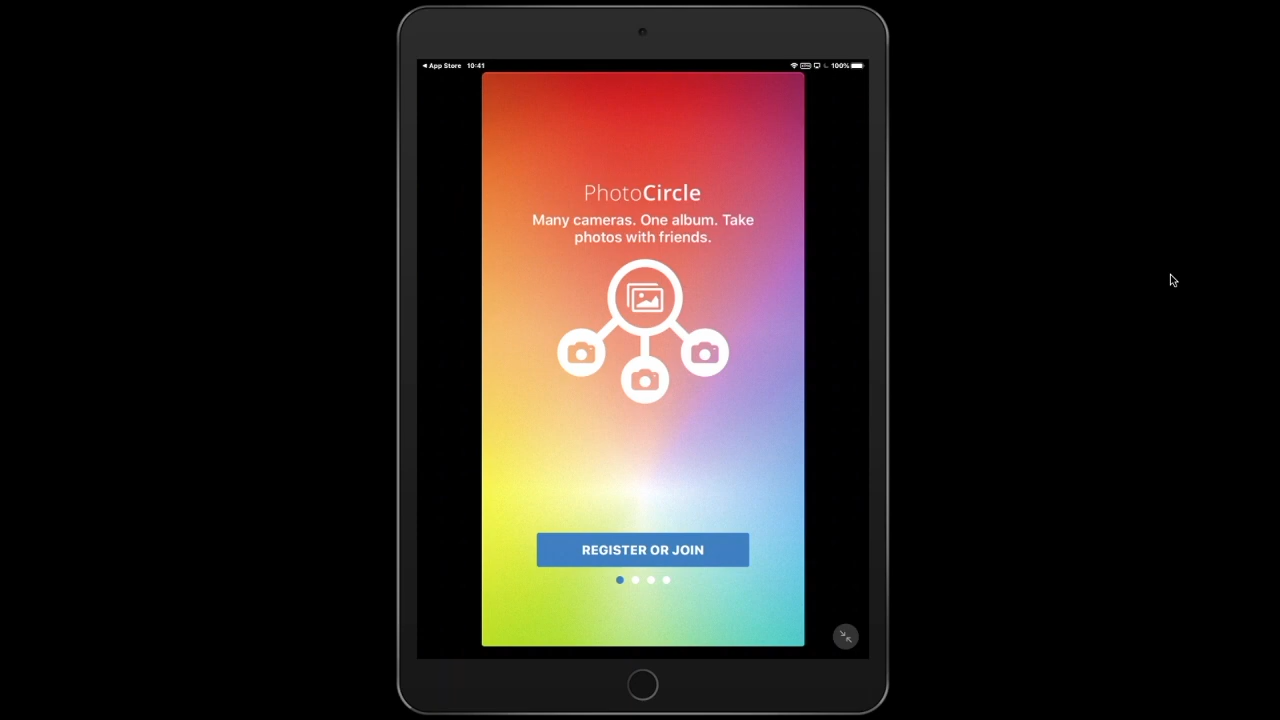 ◀ App Store 10:41
100%
PhotoCircle
Many cameras. One album. Take
photos with friends.
REGISTER OR JOIN